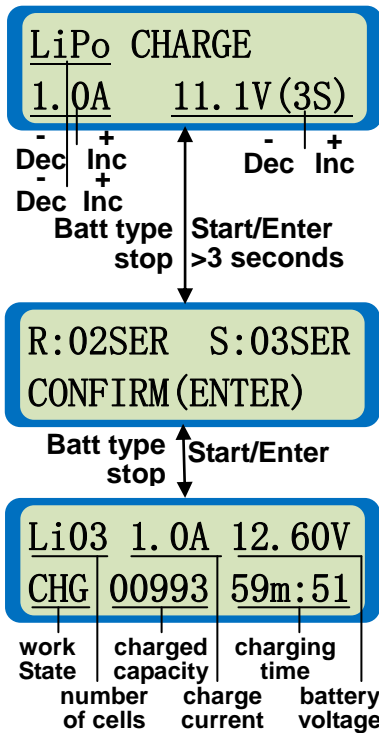 LiPo CHARGE
1.0A 11.1V(3S)
- + - +
Dec Inc Dec Inc
- +
Dec Inc
Batt type Start/Enter
stop >3 seconds
R:02SER S:03SER
CONFIRM(ENTER)
Batt type Start/Enter
stop
Li03 1.0A 12.60V
CHG 00993 59m:51
work charged charging
State capacity time
number charge battery
of cells current voltage